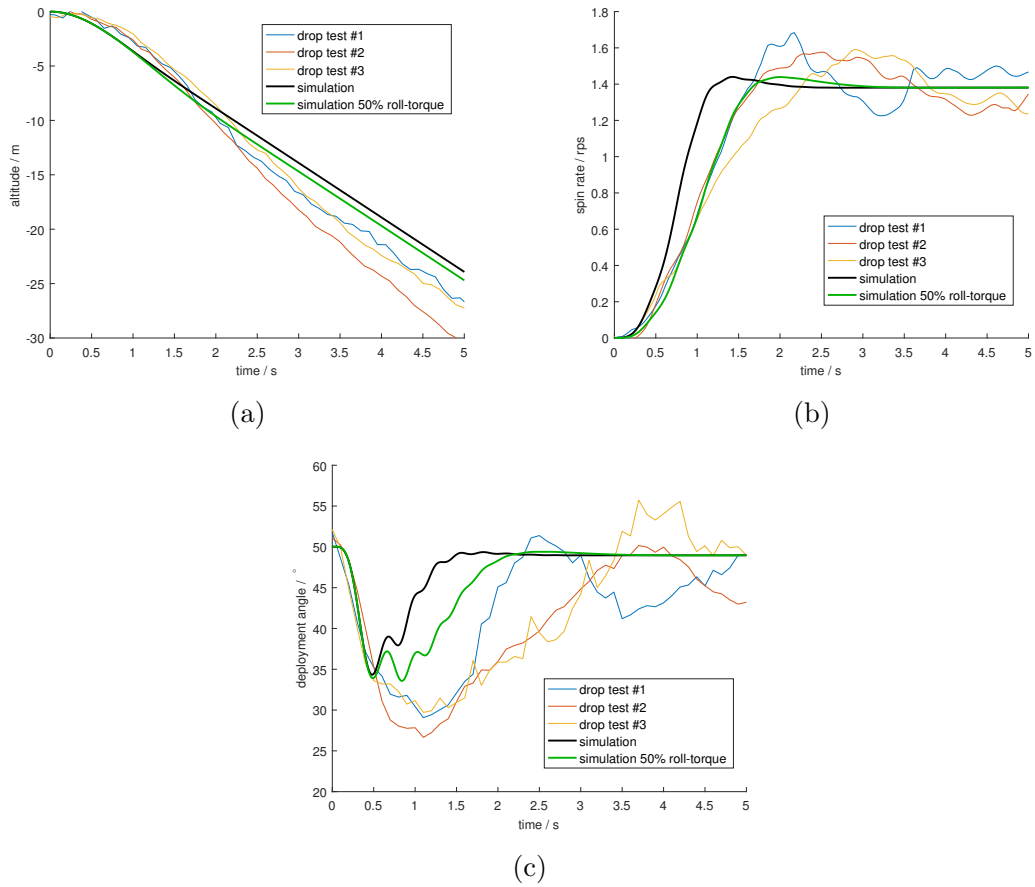 0
-5
-10
-15
-20
-25
-30
altitude / m
0 0.5 1 1.5 2 2.5 3 3.5 4 4.5 5
time / s
drop test #1
drop test #2
drop test #3
simulation
simulation 50% roll-torque
(a)
1.8
1.6
1.4
1.2
1
0.8
0.6
0.4
0.2
0
spin rate / rps
0 0.5 1 1.5 2 2.5 3 3.5 4 4.5 5
time / s
drop test #1
drop test #2
drop test #3
simulation
simulation 50% roll-torque
(b)
60
55
50
45
40
35
30
25
20
deployment angle / °
0 0.5 1 1.5 2 2.5 3 3.5 4 4.5 5
time / s
drop test #1
drop test #2
drop test #3
simulation
simulation 50% roll-torque
(c)